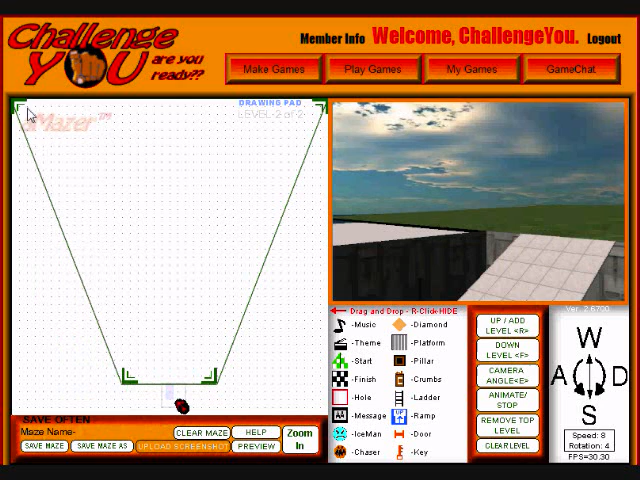 Challenge
YOU are you
ready??
Member Info Welcome, ChallengeYou. Logout
Make Games Play Games My Games GameChat
DRAWING PAD
LEVEL 2 of 2
Mazer™
Drag and Drop - R-Click HIDE
-Music -Diamond
-Theme -Platform
-Start -Pillar
-Finish -Crumbs
-Hole -Ladder
-Message -Ramp
-IceMan -Door
-Chaser -Key
UP / ADD
LEVEL <R>
DOWN
LEVEL <F>
CAMERA
ANGLE<E>
ANIMATE/
STOP
REMOVE TOP
LEVEL
CLEAR LEVEL
W
A D
S
Speed: 8
Rotation: 4
FPS=30.30
SAVE OFTEN
Maze Name-
CLEAR MAZE HELP
SAVE MAZE SAVE MAZE AS UPLOAD SCREENSHOT PREVIEW
Zoom
In